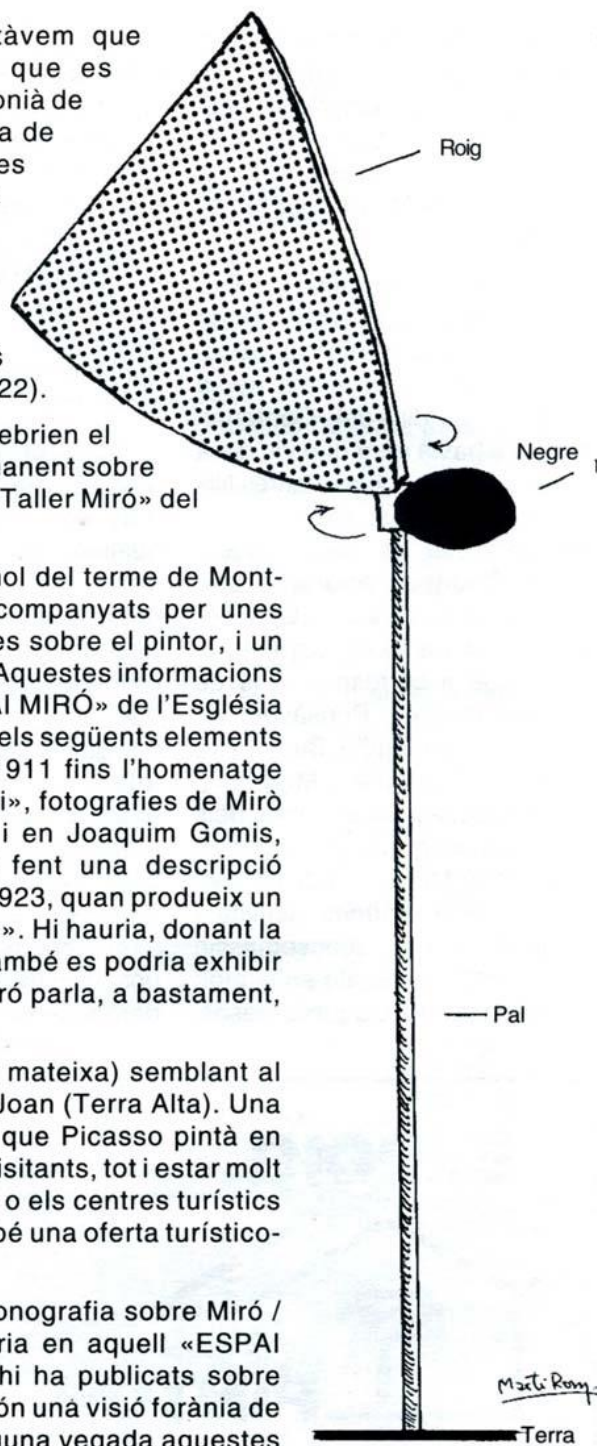 tàvem que
que es
onià de
a de
es
s
22).
ebrien el
manent sobre
Taller Miró» del
nol del terme de Mont-
companyats per unes
es sobre el pintor, i un
Aquestes informacions
AI MIRÓ» de l'Església
els següents elements
911 fins l'homenatge
i», fotografies de Mirò
i en Joaquim Gomis,
fent una descripció
923, quan produeix un
». Hi hauria, donant la
també es podria exhibir
ró parla, a bastament,
mateixa) semblant al
Joan (Terra Alta). Una
que Picasso pintà en
isitants, tot i estar molt
o els centres turístics
bé una oferta turístico-
onografia sobre Miró /
ria en aquell «ESPAI
hi ha publicats sobre
ón una visió forània de
guna vegada aquestes
Roig
Negre
Pal
Martí Rom
Terra